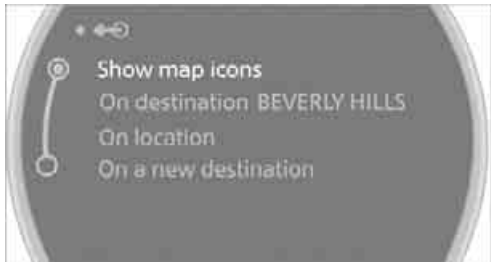 Show map icons
On destination BEVERLY HILLS
On location
On a new destination